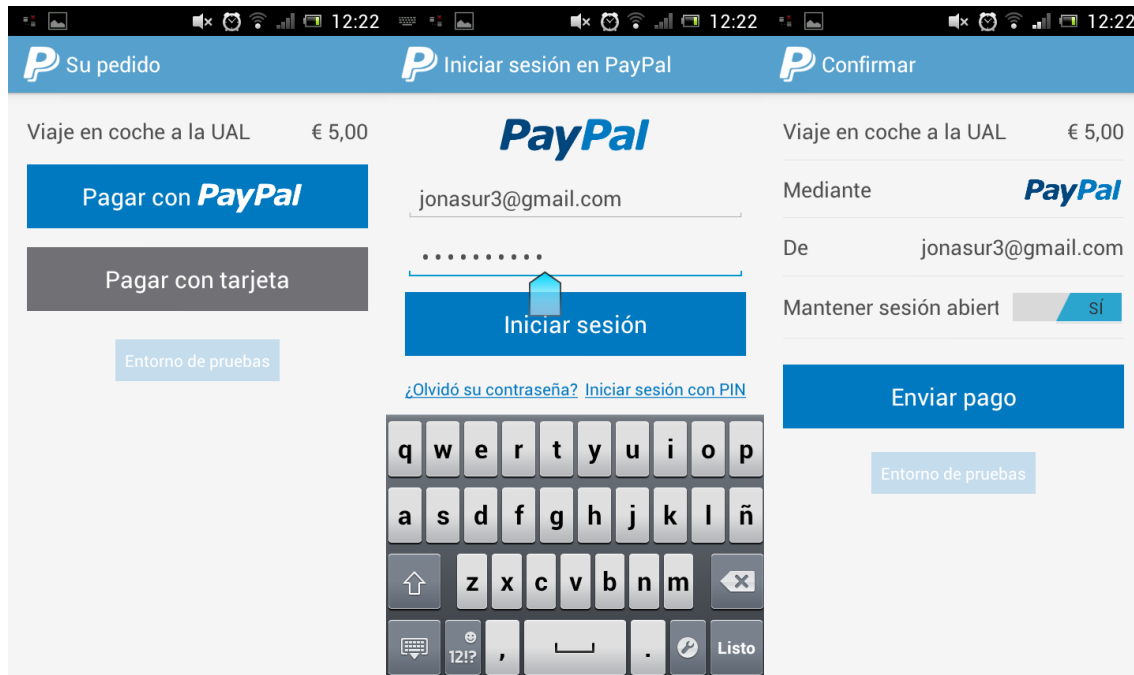 12:22
Su pedido
Viaje en coche a la UAL € 5,00
Pagar con PayPal
Pagar con tarjeta
Entorno de pruebas
12:22
Iniciar sesión en PayPal
PayPal
jonasur3@gmail.com
Iniciar sesión
¿Olvidó su contraseña? Iniciar sesión con PIN
q w e r t y u i o p
a s d f g h j k l ñ
z x c v b n m
12!? , . Listo
12:22
Confirmar
Viaje en coche a la UAL € 5,00
Mediante PayPal
De jonasur3@gmail.com
Mantener sesión abiert SÍ
Enviar pago
Entorno de pruebas